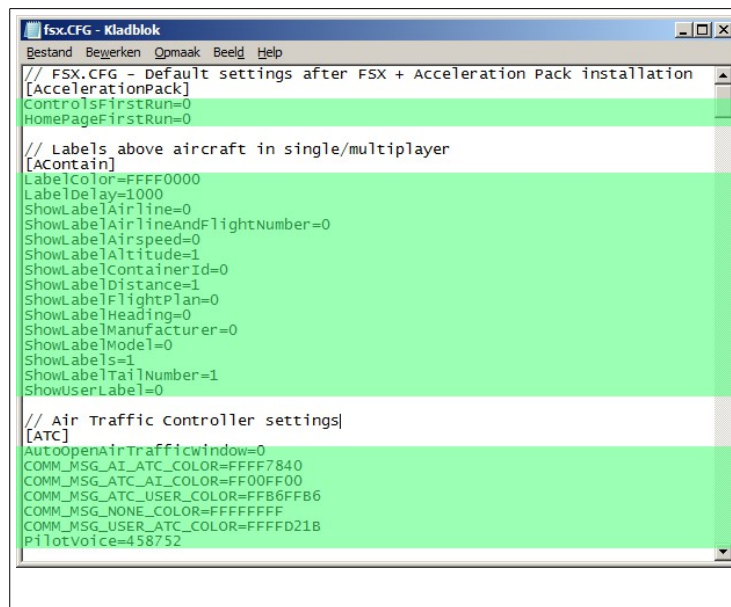 fsx.CFG - Kladblok
Bestand Bewerken Opmaak Beeld Help
// FSX.CFG - Default settings after FSX + Acceleration Pack installation
[AccelerationPack]
ControlsFirstRun=0
HomePageFirstRun=0
// Labels above aircraft in single/multiplayer
[AContain]
LabelColor=FFFF0000
LabelDelay=1000
ShowLabelAirline=0
ShowLabelAirlineAndFlightNumber=0
ShowLabelAirspeed=0
ShowLabelAltitude=1
ShowLabelContainerId=0
ShowLabelDistance=1
ShowLabelFlightPlan=0
ShowLabelHeading=0
ShowLabelManufacturer=0
ShowLabelModel=0
ShowLabels=1
ShowLabelTailNumber=1
ShowUserLabel=0
// Air Traffic Controller settings
[ATC]
AutoOpenAirTrafficWindow=0
COMM_MSG_AI_ATC_COLOR=FFFF7840
COMM_MSG_ATC_AI_COLOR=FF00FF00
COMM_MSG_ATC_USER_COLOR=FFB6FFB6
COMM_MSG_NONE_COLOR=FFFFFFFF
COMM_MSG_USER_ATC_COLOR=FFFFD21B
PilotVoice=458752